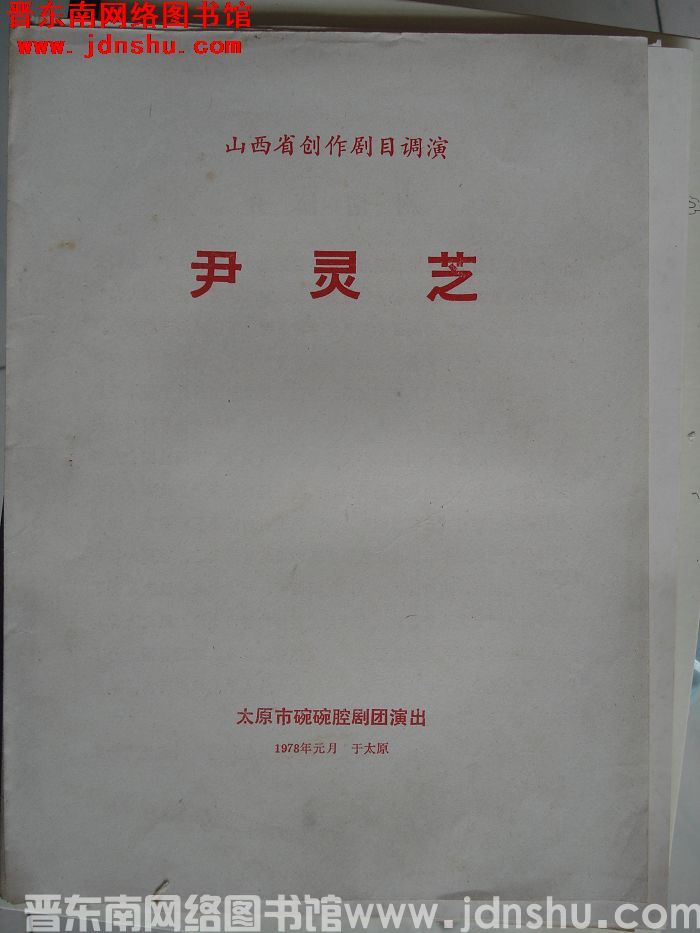 晋东南网络图书馆
www.jdnshu.com
山西省创作剧目调演
尹灵芝
太原市碗碗腔剧团演出
1978年元月 于太原
晋东南网络图书馆www.jdnshu.com